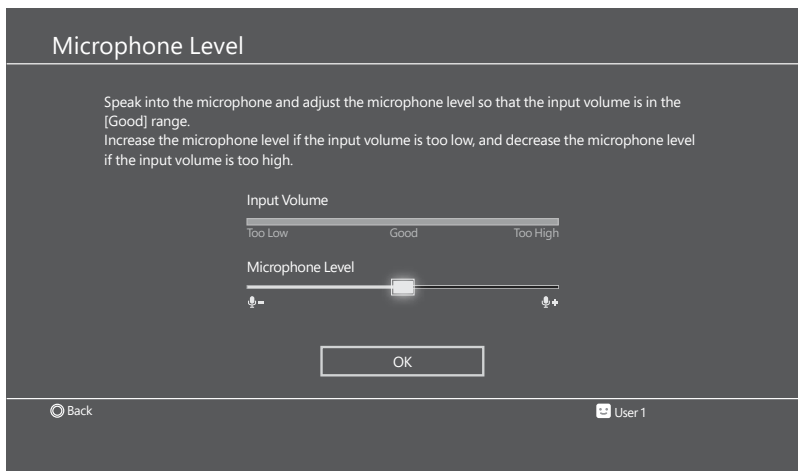 Microphone Level
Speak into the microphone and adjust the microphone level so that the input volume is in the
[Good] range.
Increase the microphone level if the input volume is too low, and decrease the microphone level
if the input volume is too high.
Input Volume
Too Low Good Too High
Microphone Level
OK
Back User 1